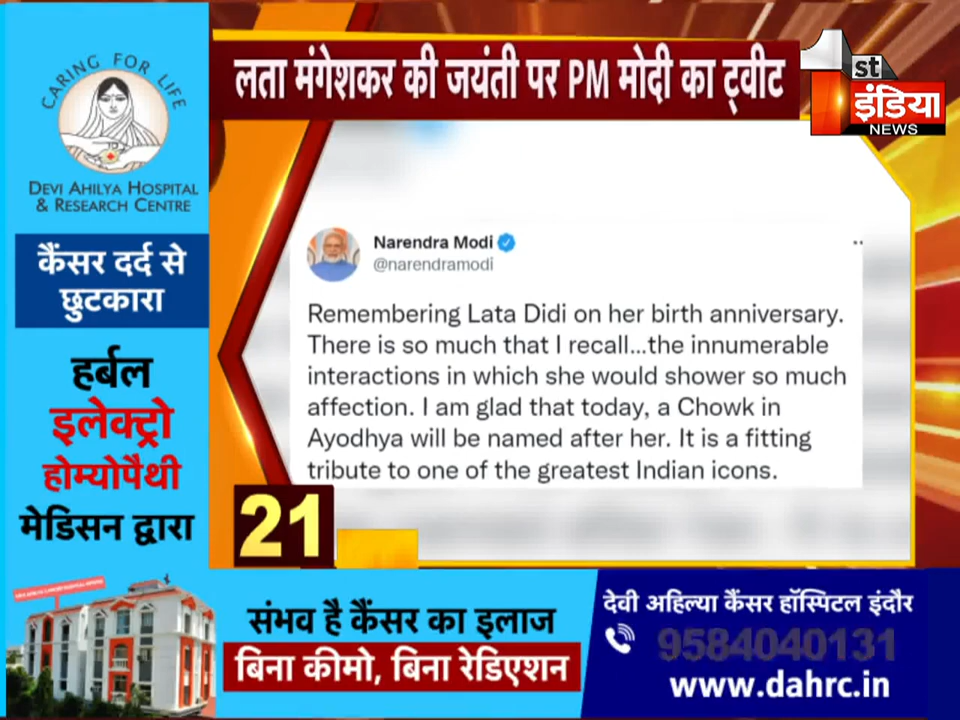 CARING FOR LIFE
DEVI AHILYA HOSPITAL
& RESEARCH CENTRE
कैंसर दर्द से
छुटकारा
हर्बल
इलेक्ट्रो
होम्योपैथी
मेडिसन द्वारा
लता मंगेशकर की जयंती पर PM मोदी का ट्वीट
1st
इंडिया
NEWS
Narendra Modi
@narendramodi
Remembering Lata Didi on her birth anniversary.
There is so much that I recall...the innumerable
interactions in which she would shower so much
affection. I am glad that today, a Chowk in
Ayodhya will be named after her. It is a fitting
tribute to one of the greatest Indian icons.
21
संभव है कैंसर का इलाज
बिना कीमो, बिना रेडिएशन
देवी अहिल्या कैंसर हॉस्पिटल इंदौर
9584040131
www.dahrc.in